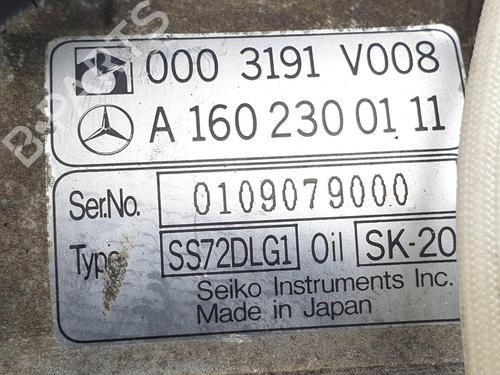 000 3191 V008
A 160 230 01 11
Ser.No. 0109079000
Type SS72DLG1 Oil SK-20
Seiko Instruments Inc.
Made in Japan
B-PARTS